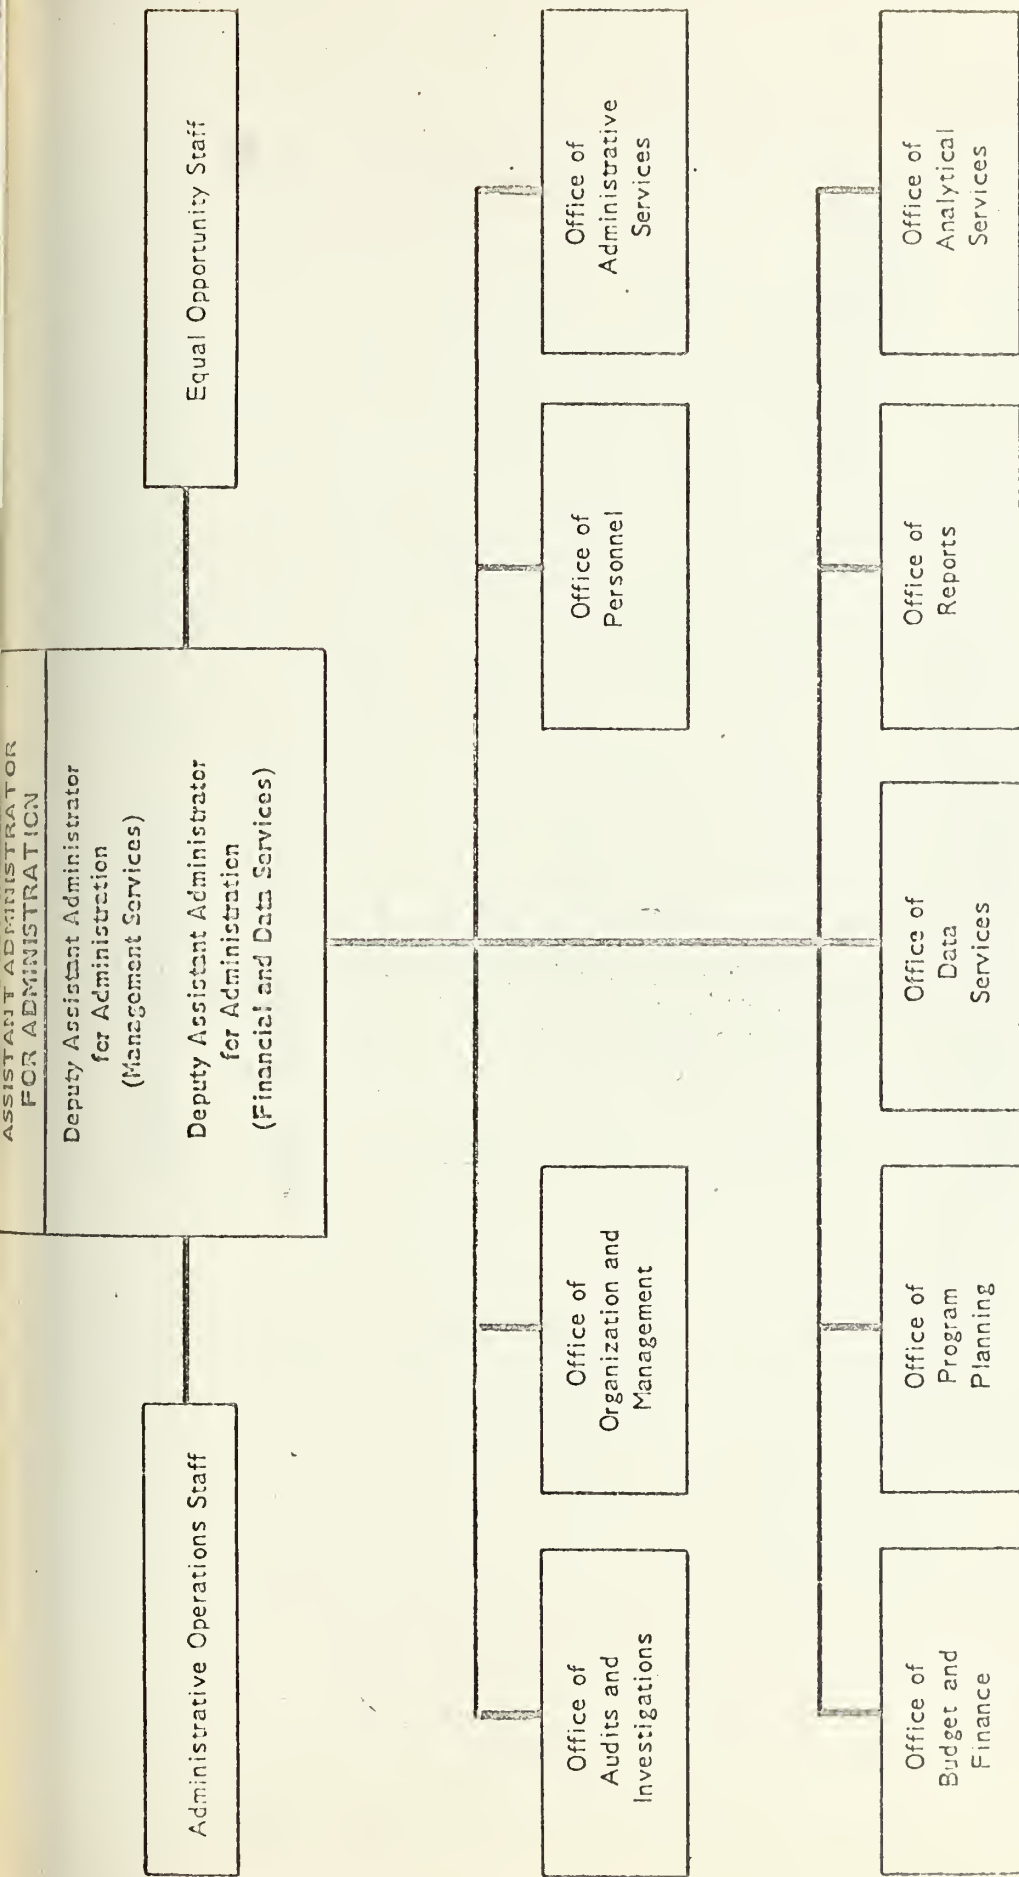 ASSISTANT ADMINISTRATOR
FOR ADMINISTRATION
Deputy Assistant Administrator
for Administration
(Management Services)
Deputy Assistant Administrator
for Administration
(Financial and Data Services)
Administrative Operations Staff
Equal Opportunity Staff
Office of
Audits and
Investigations
Office of
Organization and
Management
Office of
Personnel
Office of
Administrative
Services
Office of
Budget and
Finance
Office of
Program
Planning
Office of
Data
Services
Office of
Reports
Office of
Analytical
Services